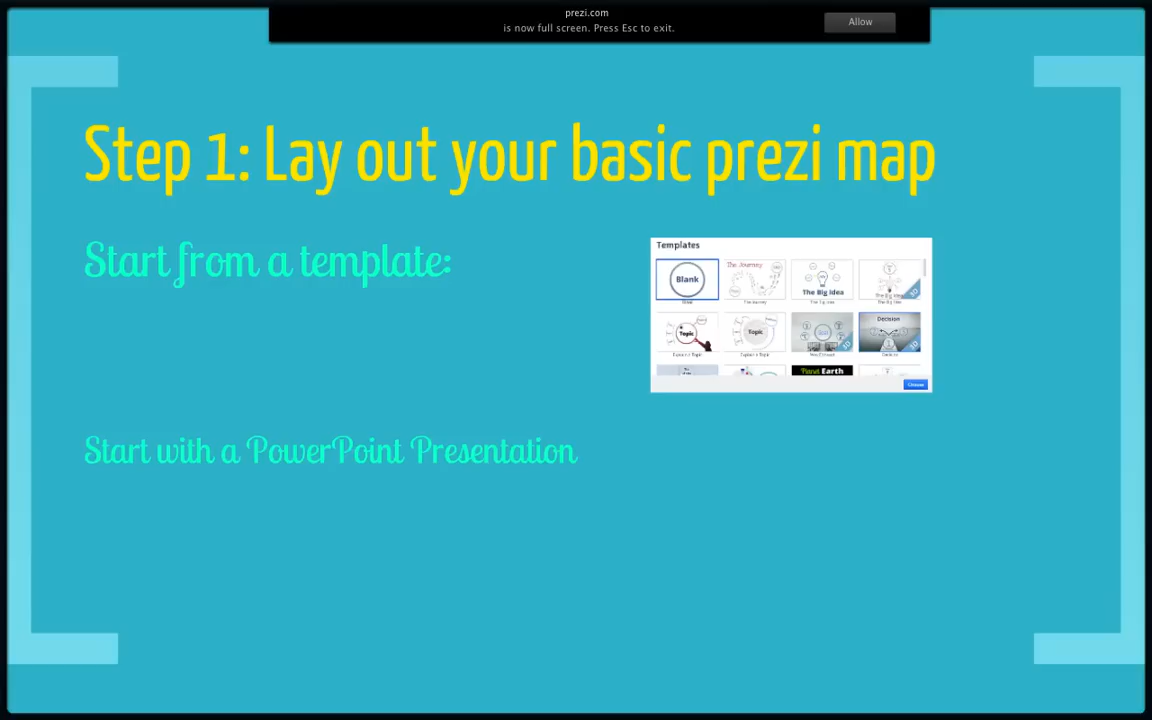 prezi.com
is now full screen. Press Esc to exit.
Allow
Step 1: Lay out your basic prezi map
Start from a template:
Templates
Blank
The Journey
The Big Idea
Topic
Topic
Decision
Planet Earth
Choose
Start with a PowerPoint Presentation